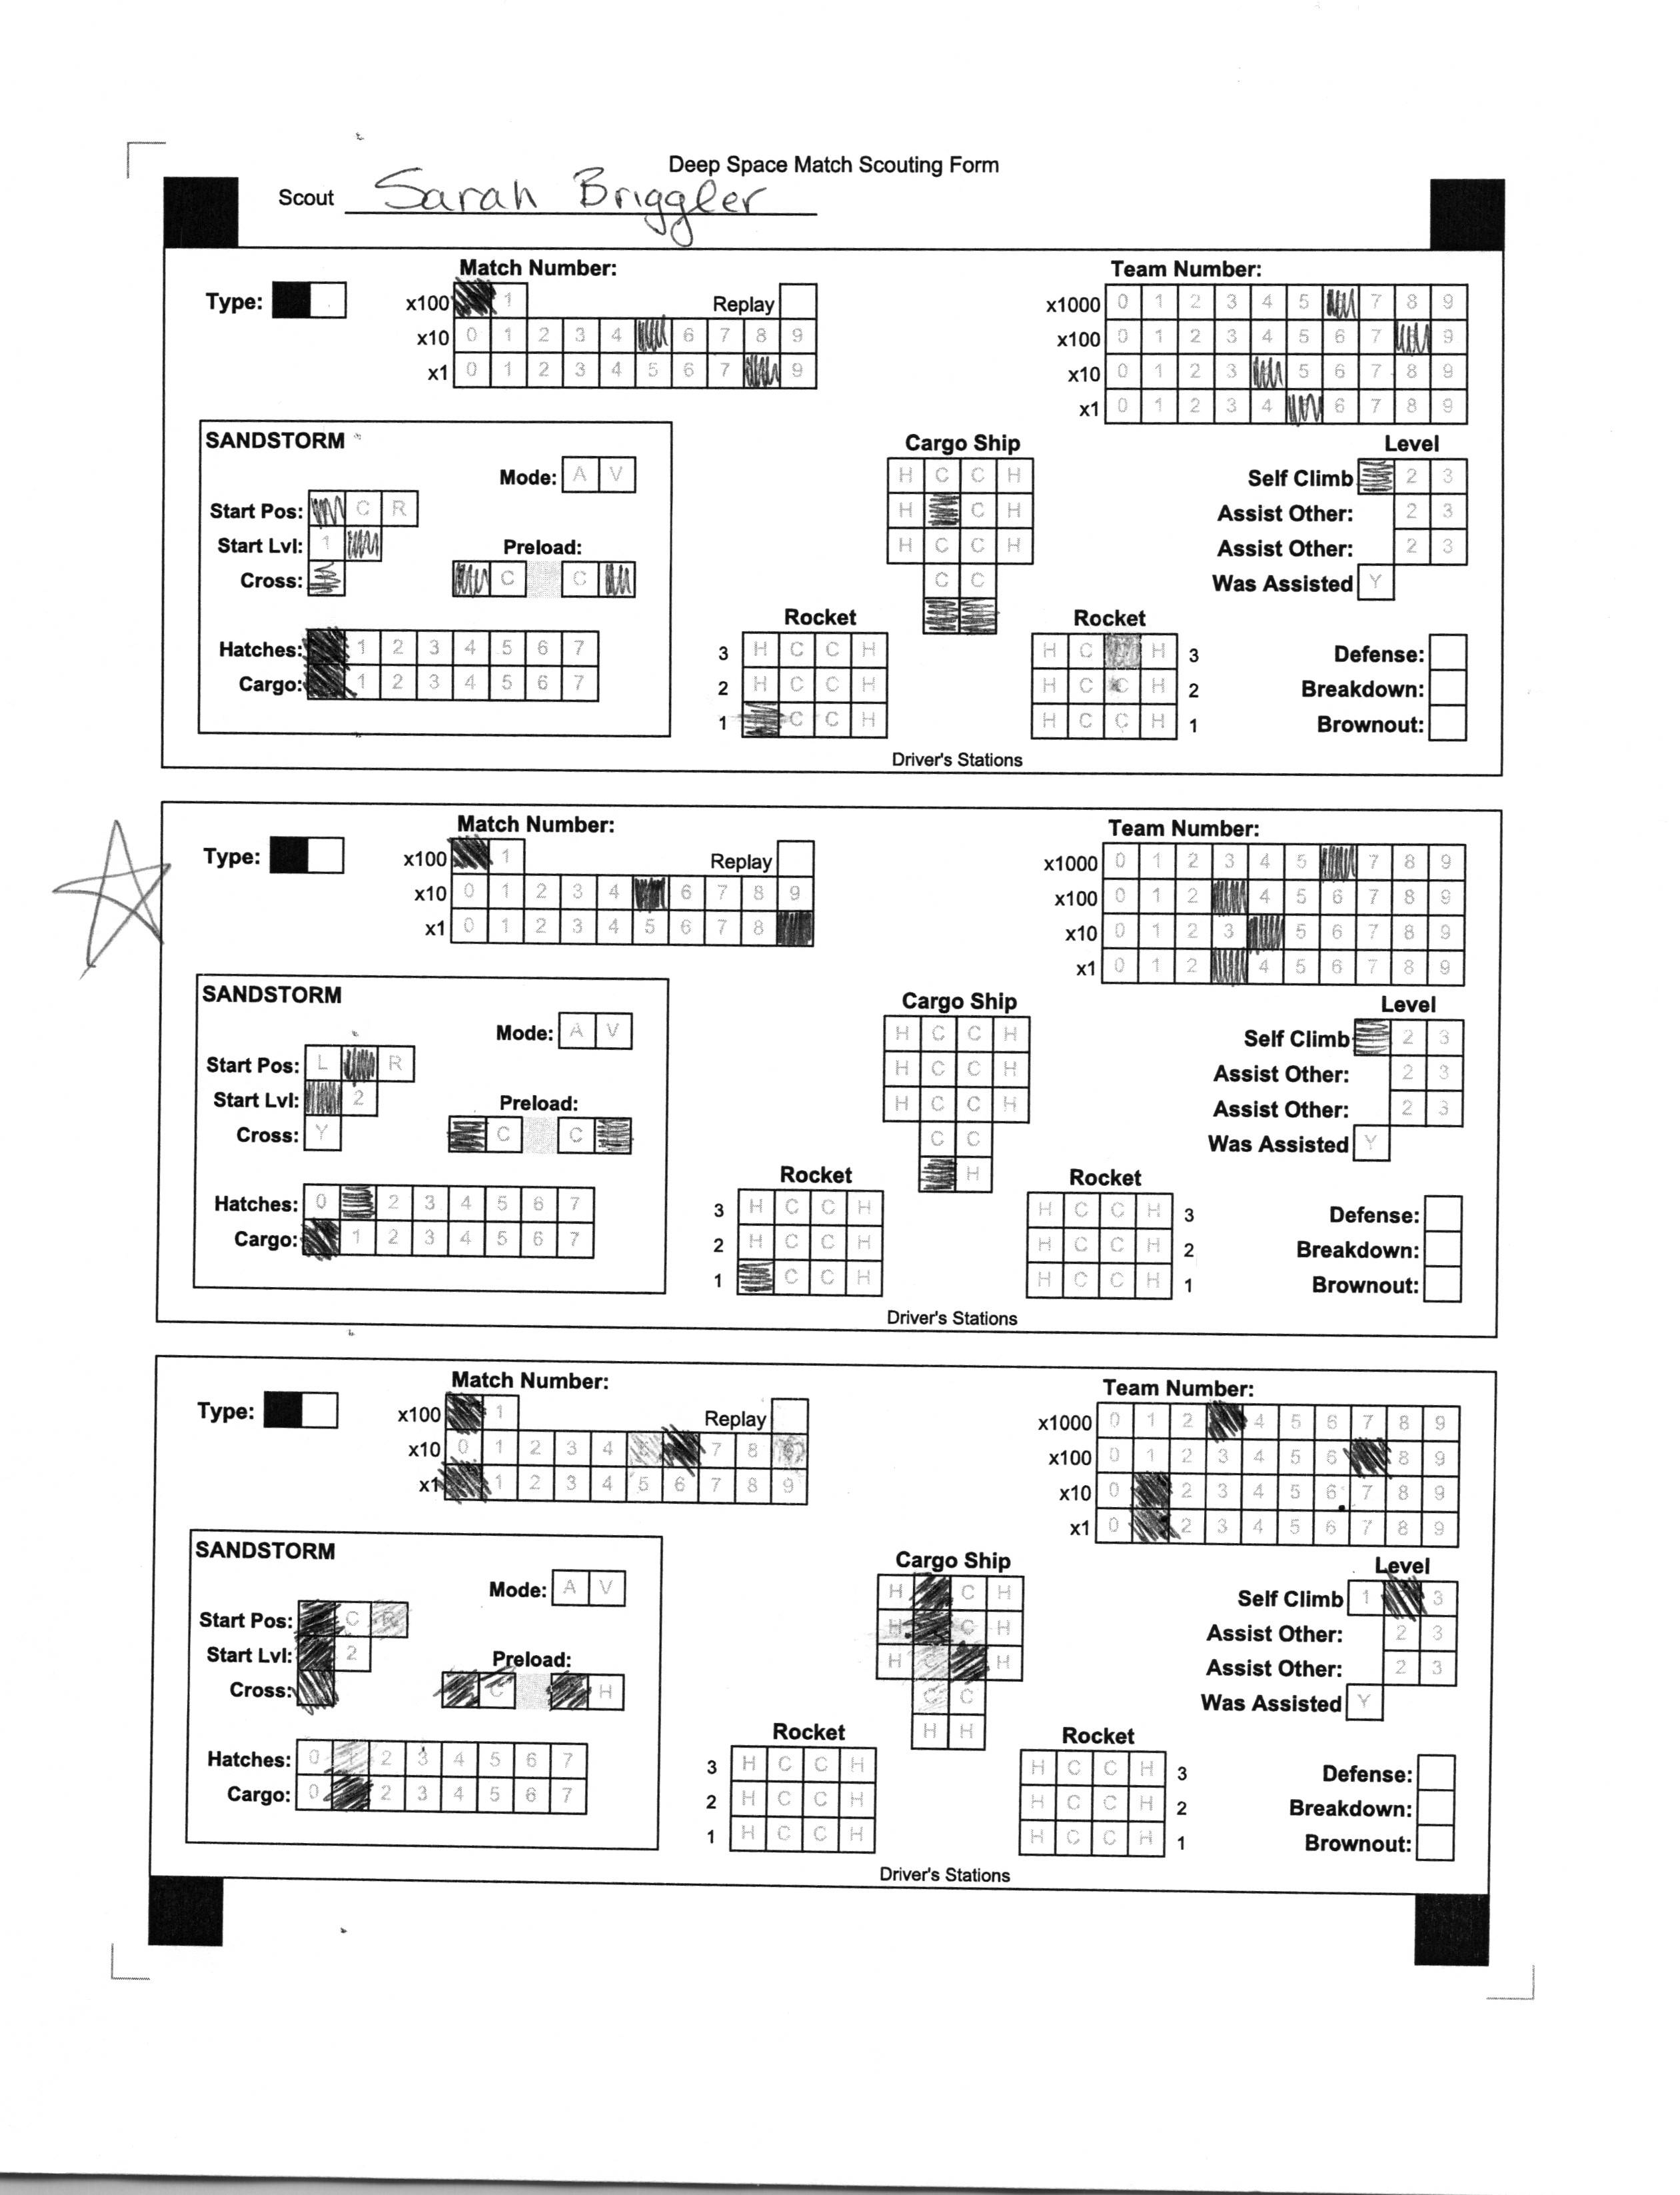 Deep Space Match Scouting Form
Scout Sarah Briggler
Match Number: Team Number:
Type: x100 1 Replay x1000 0 1 2 3 4 5 7 8 9
x10 0 1 2 3 4 6 7 8 9 x100 0 1 2 3 4 5 6 7 9
x1 0 1 2 3 4 5 6 7 9 x10 0 1 2 3 5 6 7 8 9
x1 0 1 2 3 4 6 7 8 9
SANDSTORM Cargo Ship Level
Mode: A V H C C H Self Climb 2 3
Start Pos: C R H C H Assist Other: 2 3
Start Lvl: 1 Preload: H C C H Assist Other: 2 3
Cross: C C C C Was Assisted Y
Rocket Rocket
Hatches: 1 2 3 4 5 6 7 3 H C C H H C H 3 Defense:
Cargo: 1 2 3 4 5 6 7 2 H C C H H C C H 2 Breakdown:
1 C C H H C C H 1 Brownout:
Driver's Stations
Match Number: Team Number:
Type: x100 1 Replay x1000 0 1 2 3 4 5 7 8 9
x10 0 1 2 3 4 6 7 8 9 x100 0 1 2 4 5 6 7 8 9
x1 0 1 2 3 4 5 6 7 8 x10 0 1 2 3 5 6 7 8 9
x1 0 1 2 4 5 6 7 8 9
SANDSTORM Cargo Ship Level
Mode: A V H C C H Self Climb 2 3
Start Pos: L R H C C H Assist Other: 2 3
Start Lvl: 2 Preload: H C C H Assist Other: 2 3
Cross: Y C C C C Was Assisted Y
H
Rocket Rocket
Hatches: 0 2 3 4 5 6 7 3 H C C H H C C H 3 Defense:
Cargo: 1 2 3 4 5 6 7 2 H C C H H C C H 2 Breakdown:
1 C C H H C C H 1 Brownout:
Driver's Stations
Match Number: Team Number:
Type: x100 1 Replay x1000 0 1 2 4 5 6 7 8 9
x10 0 1 2 3 4 7 8 x100 0 1 2 3 4 5 6 8 9
x1 1 2 3 4 5 6 7 8 9 x10 0 2 3 4 5 6 7 8 9
x1 0 2 3 4 5 6 7 8 9
SANDSTORM Cargo Ship Level
Mode: A V H C H Self Climb 1 3
Start Pos: C R H C H Assist Other: 2 3
Start Lvl: 2 Preload: H C H Assist Other: 2 3
Cross: C H C C Was Assisted Y
H H
Rocket Rocket
Hatches: 0 1 2 3 4 5 6 7 3 H C C H H C C H 3 Defense:
Cargo: 0 2 3 4 5 6 7 2 H C C H H C C H 2 Breakdown:
1 H C C H H C C H 1 Brownout:
Driver's Stations